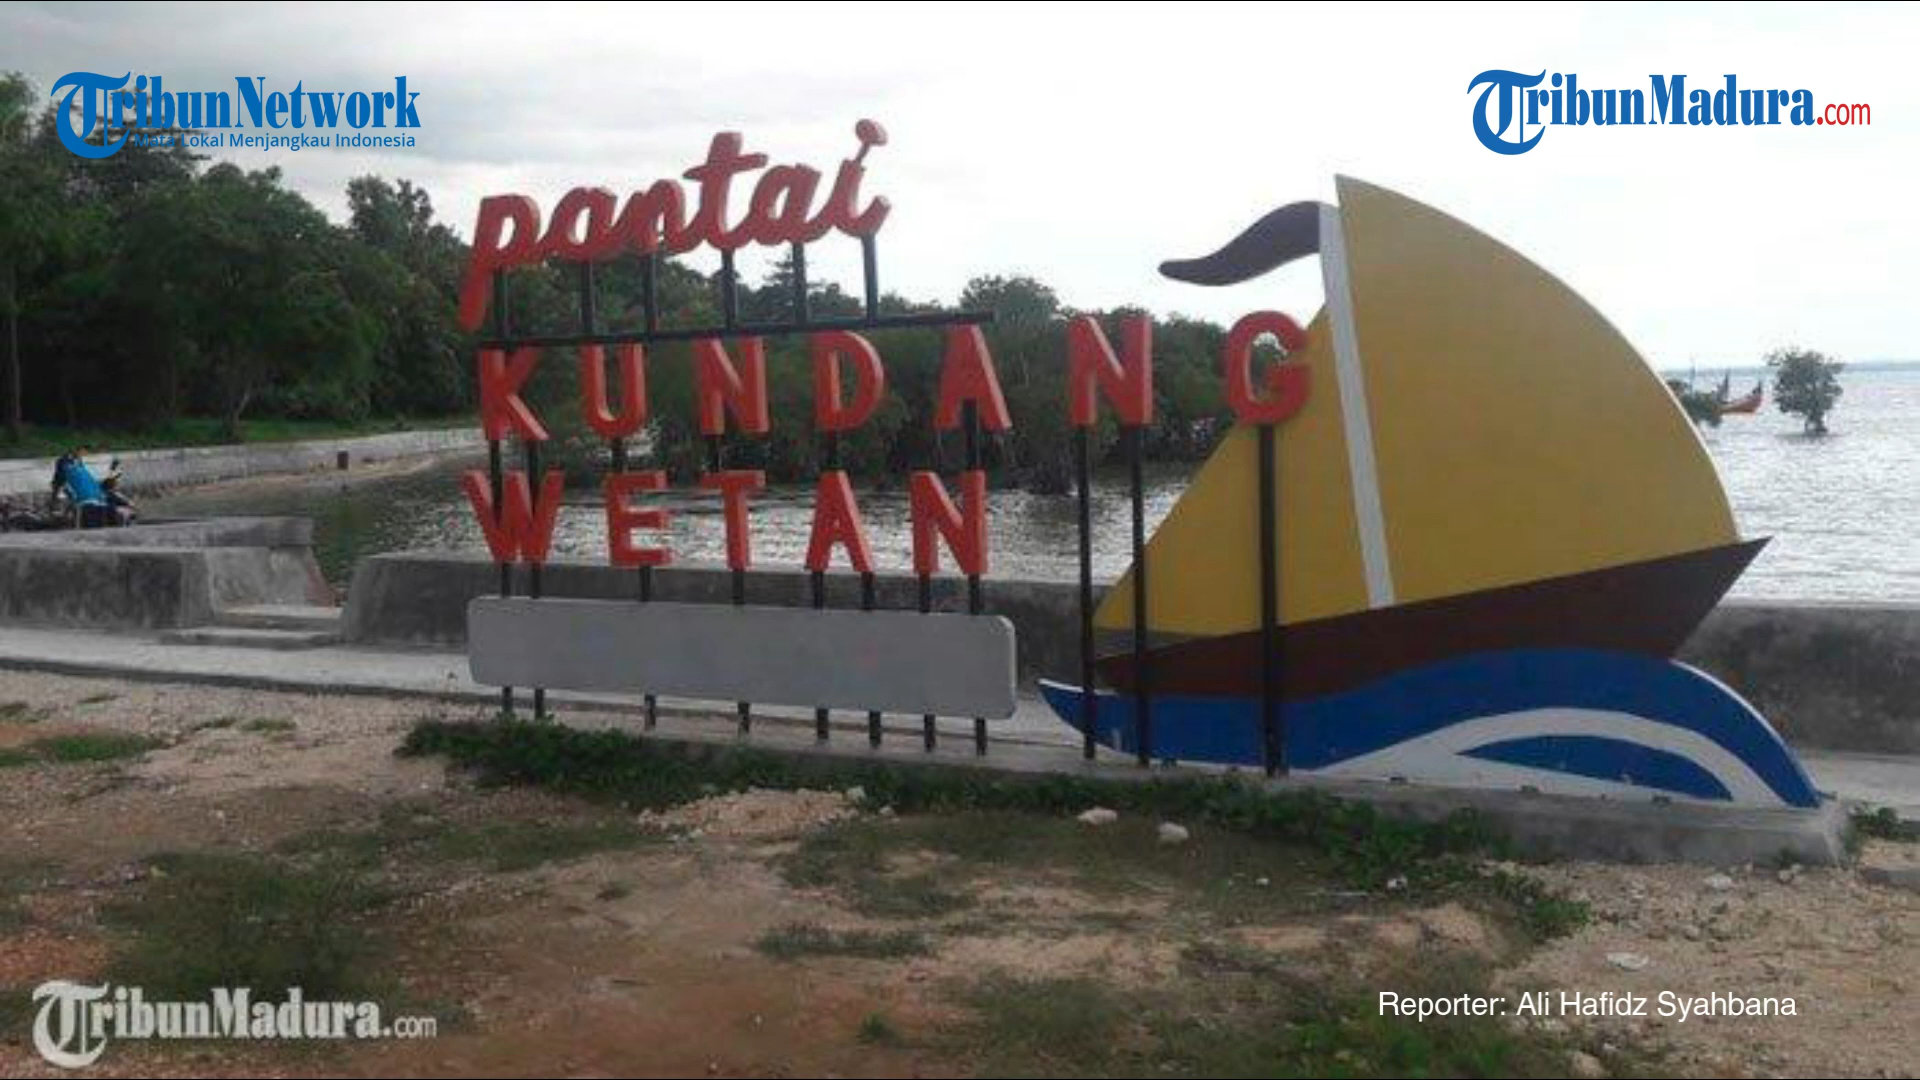 TribunNetwork
Mata Lokal Menjangkau Indonesia
TribunMadura.com
pantai
KUNDANG
WETAN
TribunMadura.com
Reporter: Ali Hafidz Syahbana